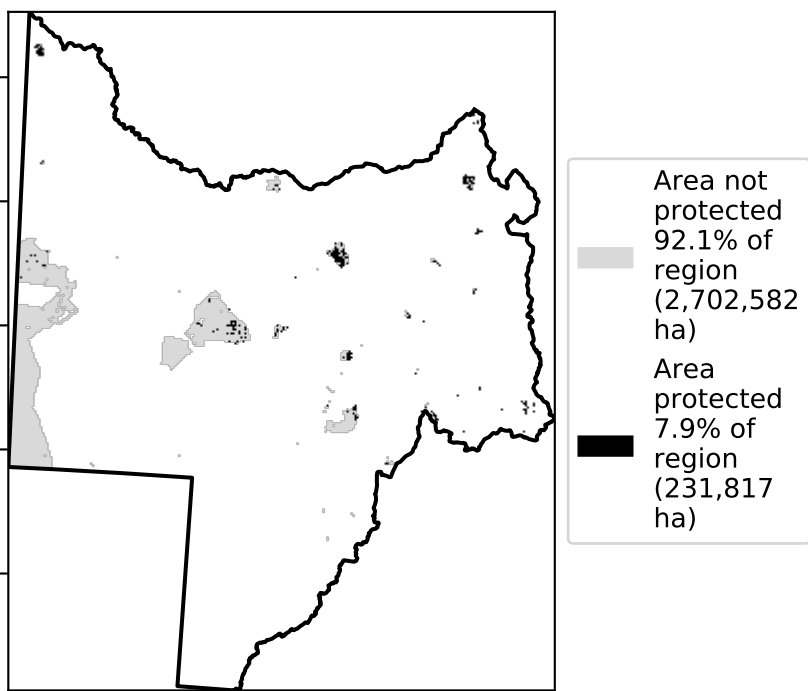 Area not
protected
92.1% of
region
(2,702,582
ha)
Area
protected
7.9% of
region
(231,817
ha)